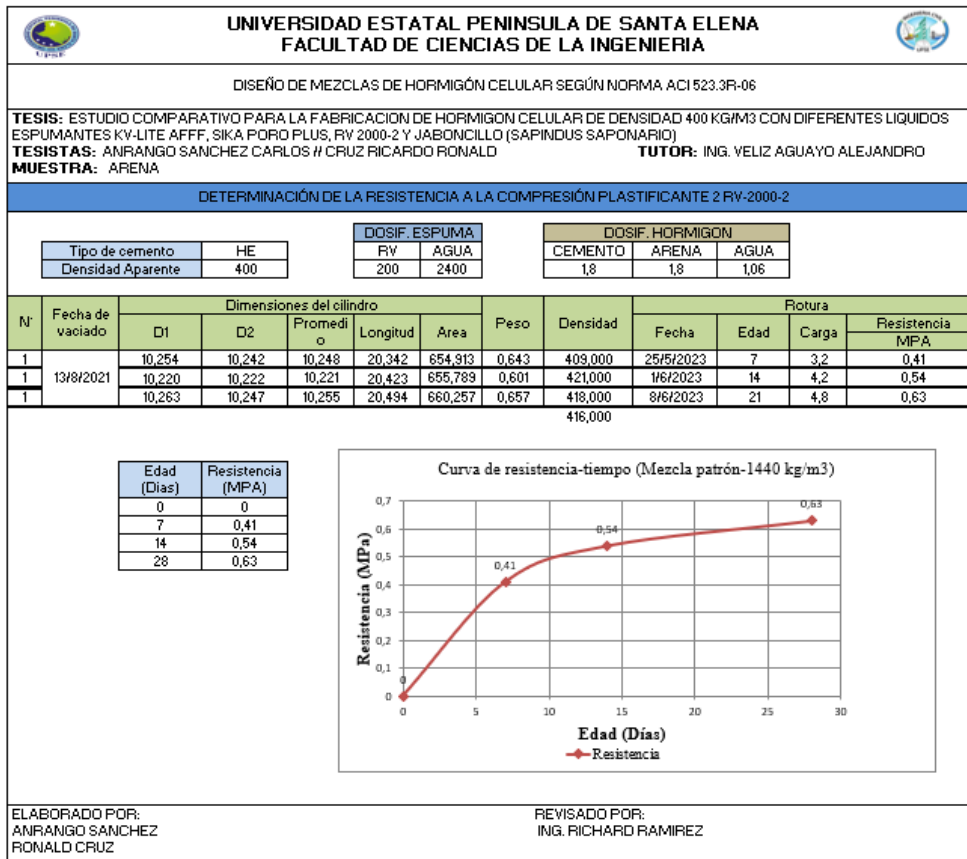 UNIVERSIDAD ESTATAL PENINSULA DE SANTA ELENA
FACULTAD DE CIENCIAS DE LA INGENIERIA
UPSE
DISEÑO DE MEZCLAS DE HORMIGÓN CELULAR SEGÚN NORMA ACI 523.3R-06
TESIS: ESTUDIO COMPARATIVO PARA LA FABRICACION DE HORMIGON CELULAR DE DENSIDAD 400 KG/M3 CON DIFERENTES LIQUIDOS
ESPUMANTES KV-LITE AFFF, SIKA PORO PLUS, RV 2000-2 Y JABONCILLO (SAPINDUS SAPONARIO)
TESISTAS: ANRANGO SANCHEZ CARLOS // CRUZ RICARDO RONALD TUTOR: ING. VELIZ AGUAYO ALEJANDRO
MUESTRA: ARENA
DETERMINACIÓN DE LA RESISTENCIA A LA COMPRESIÓN PLASTIFICANTE 2 RV-2000-2
DOSIF. ESPUMA DOSIF. HORMIGON
Tipo de cemento HE RV AGUA CEMENTO ARENA AGUA
Densidad Aparente 400 200 2400 1,8 1,8 1,06
N° Fecha de vaciado Dimensiones del cilindro Peso Densidad Rotura
D1 D2 Promedio Longitud Area Fecha Edad Carga Resistencia
MPA
1 10,254 10,242 10,248 20,342 654,913 0,643 409,000 25/5/2023 7 3,2 0,41
1 13/8/2021 10,220 10,222 10,221 20,423 655,789 0,601 421,000 1/6/2023 14 4,2 0,54
1 10,263 10,247 10,255 20,494 660,257 0,657 418,000 8/6/2023 21 4,8 0,63
416,000
Edad (Dias) Resistencia (MPA)
0 0
7 0,41
14 0,54
28 0,63
Curva de resistencia-tiempo (Mezcla patrón-1440 kg/m3)
Resistencia (MPa)
0,7
0,6
0,5
0,4
0,3
0,2
0,1
0
0
0,41
0,54
0,63
0 5 10 15 20 25 30
Edad (Días)
Resistencia
ELABORADO POR: REVISADO POR:
ANRANGO SANCHEZ ING. RICHARD RAMIREZ
RONALD CRUZ